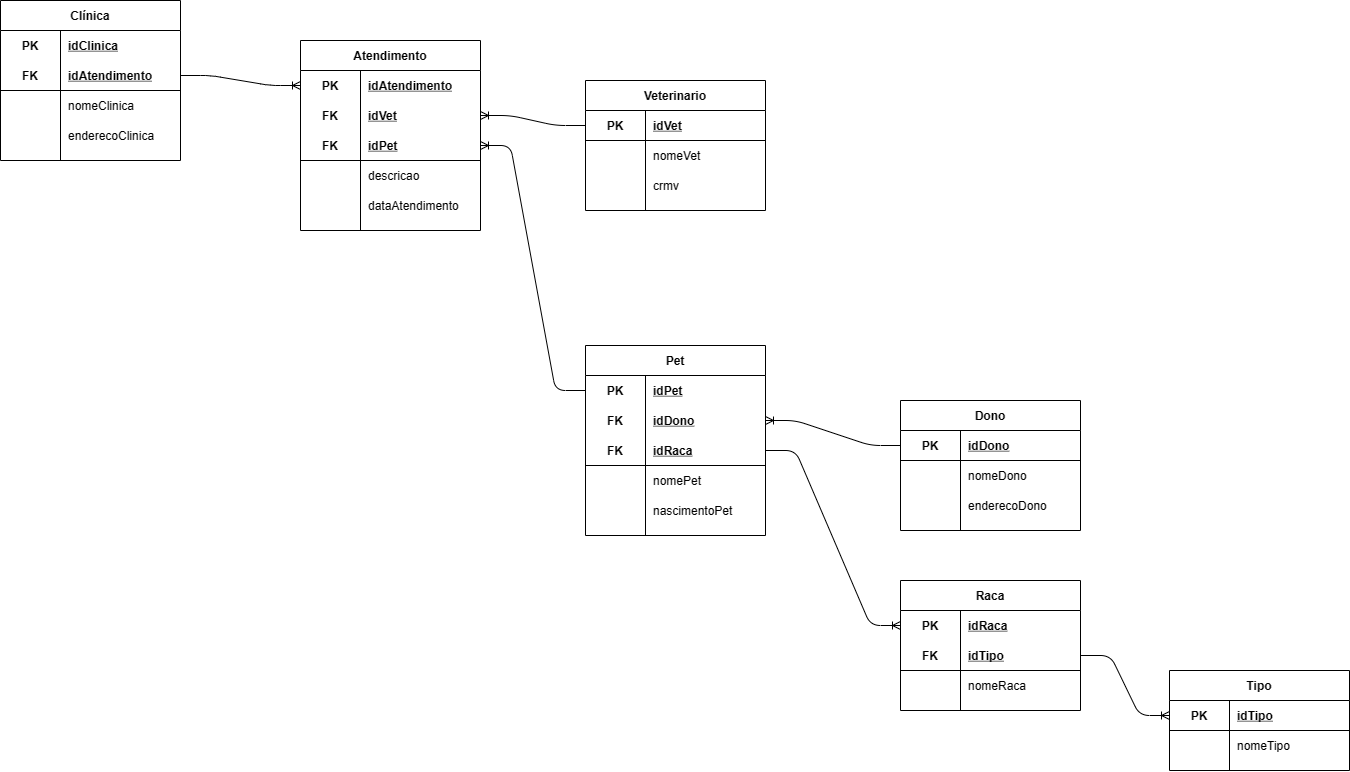 Clínica
PK idClinica
FK idAtendimento
nomeClinica
enderecoClinica
Atendimento
PK idAtendimento
FK idVet
FK idPet
descricao
dataAtendimento
Veterinario
PK idVet
nomeVet
crmv
Pet
PK idPet
FK idDono
FK idRaca
nomePet
nascimentoPet
Dono
PK idDono
nomeDono
enderecoDono
Raca
PK idRaca
FK idTipo
nomeRaca
Tipo
PK idTipo
nomeTipo